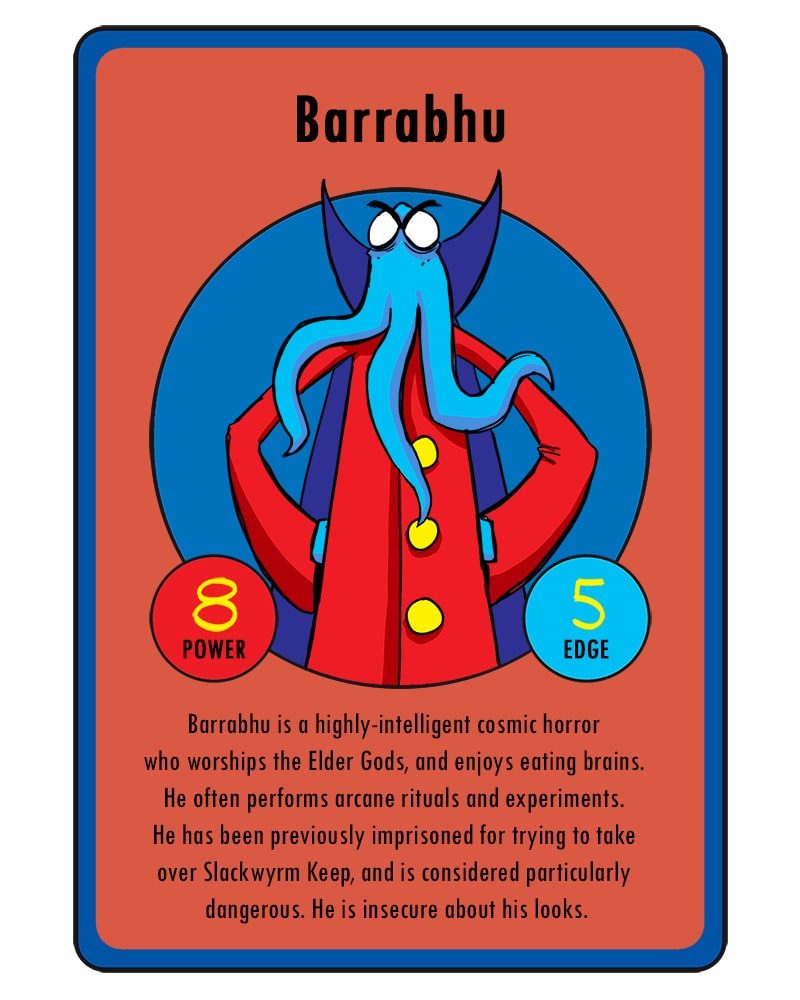 Barrabhu
8
POWER
5
EDGE
Barrabhu is a highly-intelligent cosmic horror
who worships the Elder Gods, and enjoys eating brains.
He often performs arcane rituals and experiments.
He has been previously imprisoned for trying to take
over Slackwyrm Keep, and is considered particularly
dangerous. He is insecure about his looks.